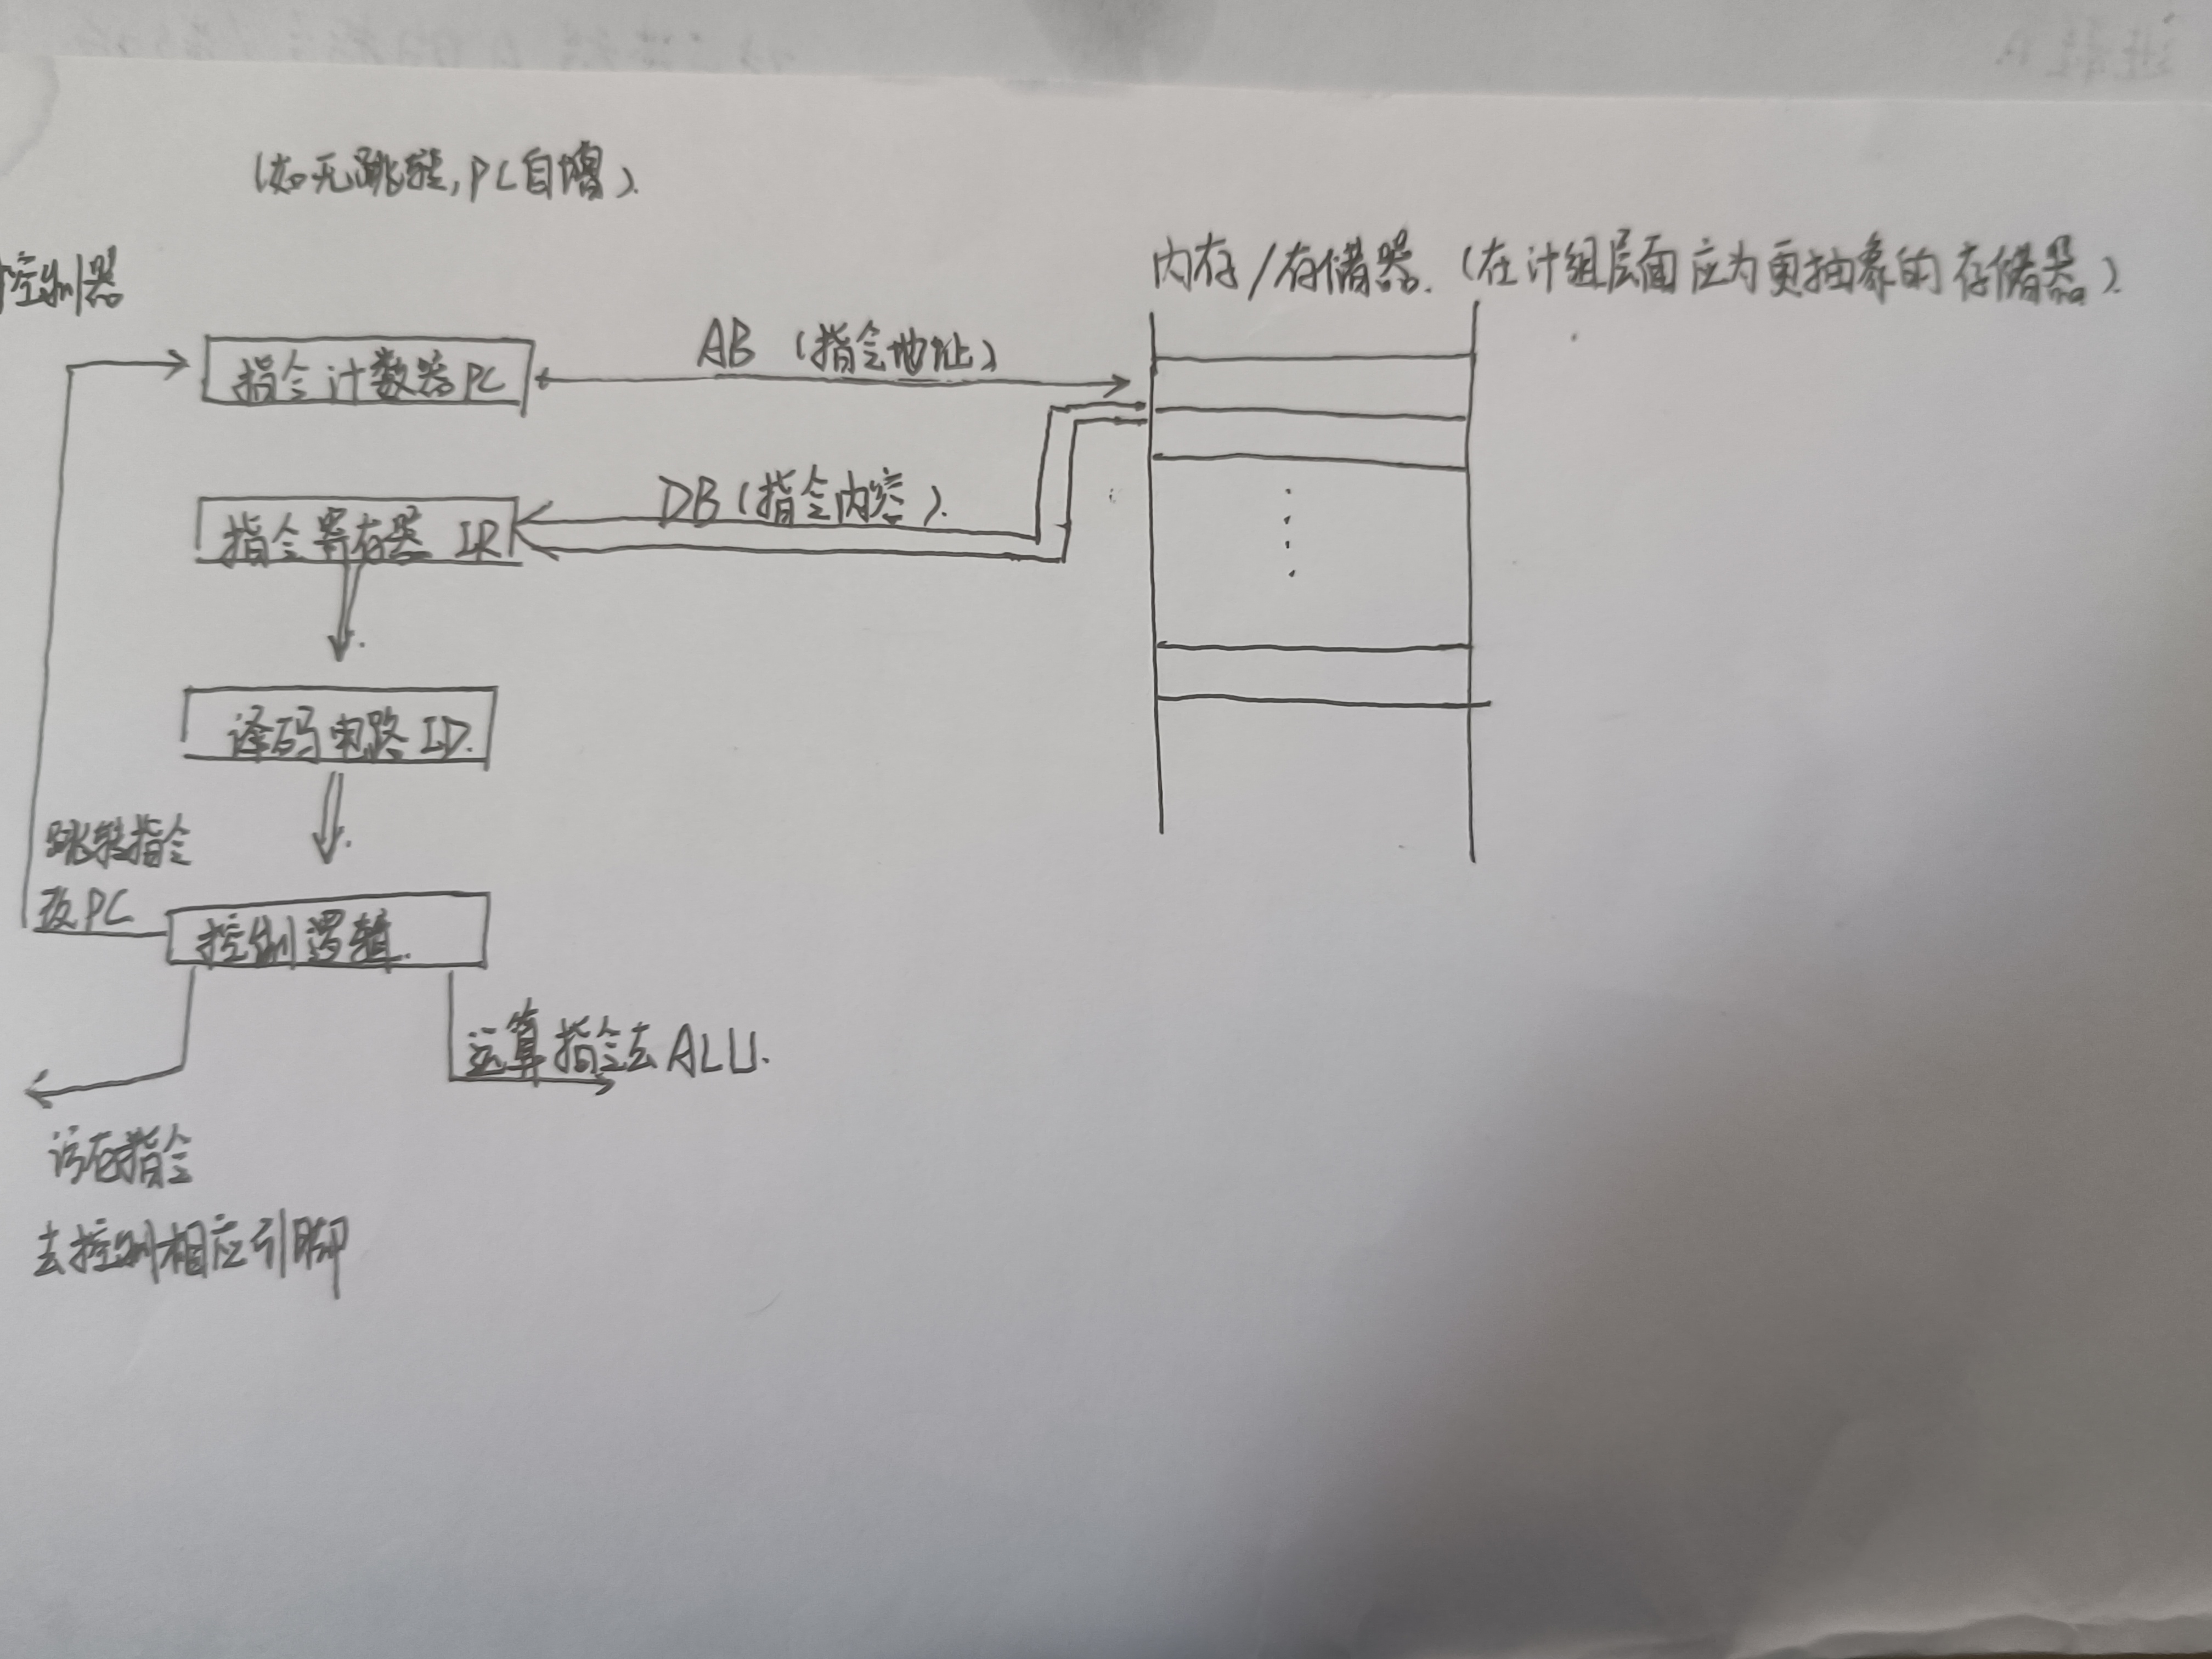 (如无跳转,PC自增).
控制器
内存/存储器.(在计组层面应为更抽象的存储器).
指令计数器PC
AB(指令地址)
指令寄存器 IR
DB(指令内容).
译码电路ID.
跳转指令
改PC
控制逻辑.
运算指令去ALU.
访存指令
去控制相应引脚